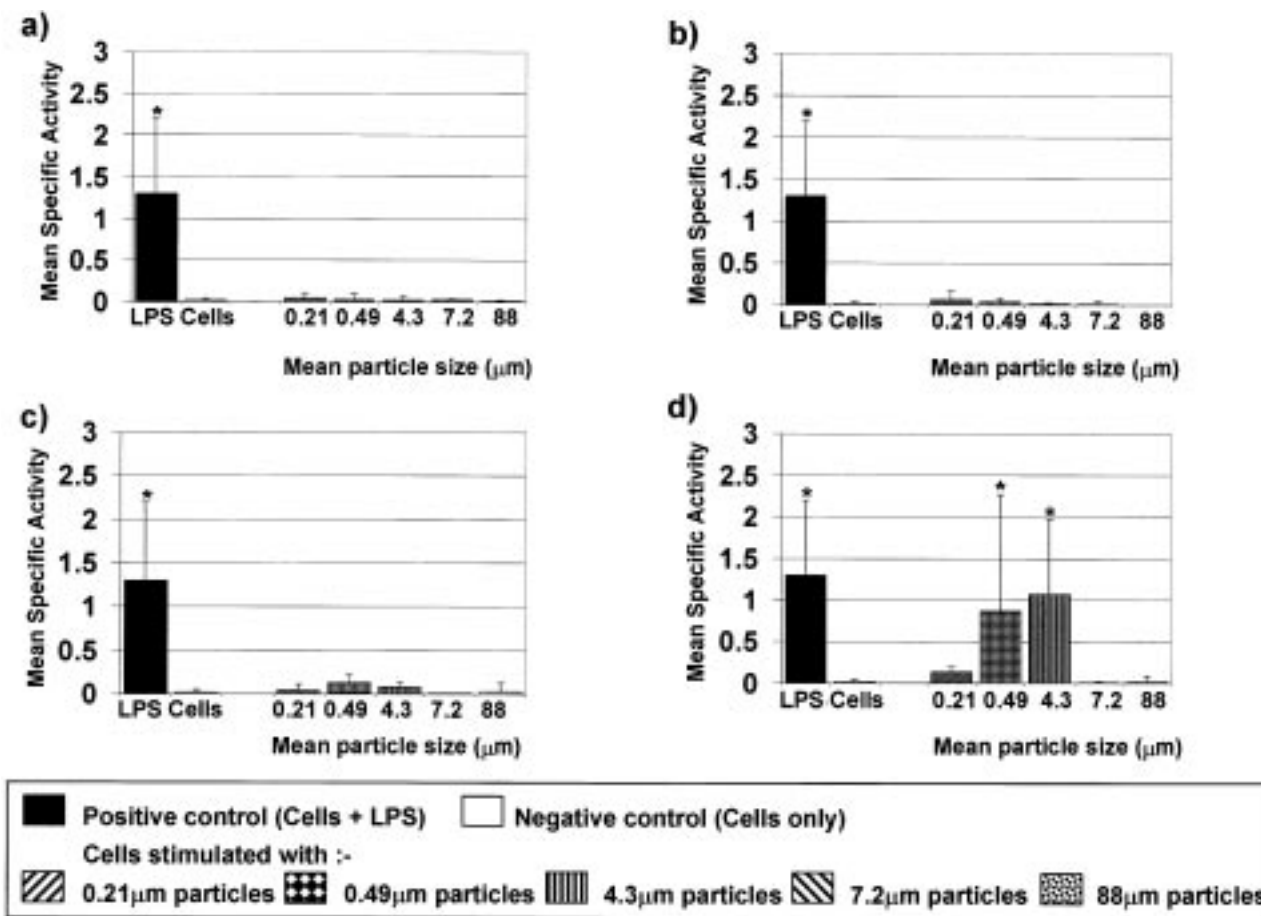 a)
Mean Specific Activity
3
2.5
2
1.5
1
0.5
0
*
LPS Cells 0.21 0.49 4.3 7.2 88
Mean particle size (μm)
b)
Mean Specific Activity
3
2.5
2
1.5
1
0.5
0
*
LPS Cells 0.21 0.49 4.3 7.2 88
Mean particle size (μm)
c)
Mean Specific Activity
3
2.5
2
1.5
1
0.5
0
*
LPS Cells 0.21 0.49 4.3 7.2 88
Mean particle size (μm)
d)
Mean Specific Activity
3
2.5
2
1.5
1
0.5
0
* * *
LPS Cells 0.21 0.49 4.3 7.2 88
Mean particle size (μm)
Positive control (Cells + LPS) Negative control (Cells only)
Cells stimulated with :-
0.21μm particles 0.49μm particles 4.3μm particles 7.2μm particles 88μm particles